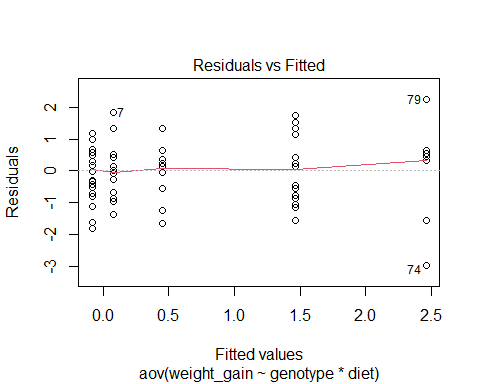 Residuals vs Fitted
Residuals
2
1
0
-1
-2
-3
7
79
74
0.0 0.5 1.0 1.5 2.0 2.5
Fitted values
aov(weight_gain ~ genotype * diet)